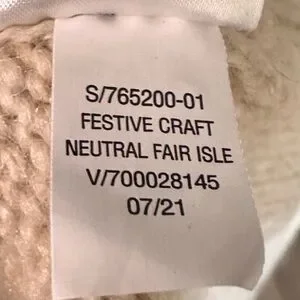 S/765200-01
FESTIVE CRAFT
NEUTRAL FAIR ISLE
V/700028145
07/21